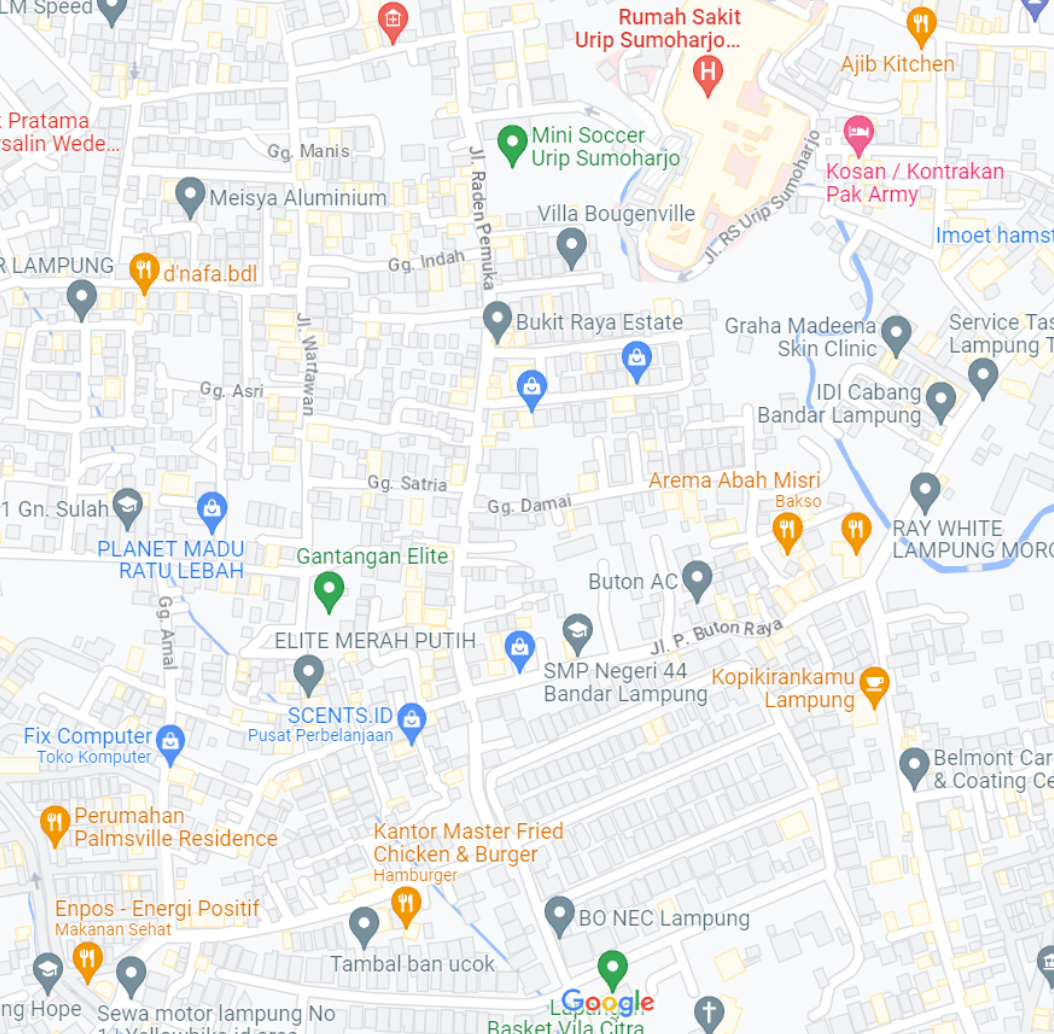 LM Speed
Rumah Sakit
Urip Sumoharjo...
Ajib Kitchen
Pratama
rsalin Wede...
Gg. Manis
Mini Soccer
Urip Sumoharjo
Kosan / Kontrakan
Pak Army
Meisya Aluminium
Jl. Raden Pemuka
Villa Bougenville
Jl. RS Urip Sumoharjo
Imoet hamst
R LAMPUNG
d'nafa.bdl
Gg. Indah
Bukit Raya Estate
Graha Madeena
Skin Clinic
Service Tas
Lampung T
Jl. Wartawan
Gg. Asri
IDI Cabang
Bandar Lampung
Gg. Satria
Gg. Damai
Arema Abah Misri
Bakso
1 Gn. Sulah
RAY WHITE
LAMPUNG MORO
PLANET MADU
RATU LEBAH
Gantangan Elite
Buton AC
Gg. Amal
ELITE MERAH PUTIH
Jl. P. Buton Raya
SMP Negeri 44
Bandar Lampung
Kopikirankamu
Lampung
SCENTS.ID
Pusat Perbelanjaan
Fix Computer
Toko Komputer
Belmont Car
& Coating Ce
Perumahan
Palmsville Residence
Kantor Master Fried
Chicken & Burger
Hamburger
Enpos - Energi Positif
Makanan Sehat
BO NEC Lampung
Tambal ban ucok
ng Hope
Sewa motor lampung No
Google
Basket Vila Citra